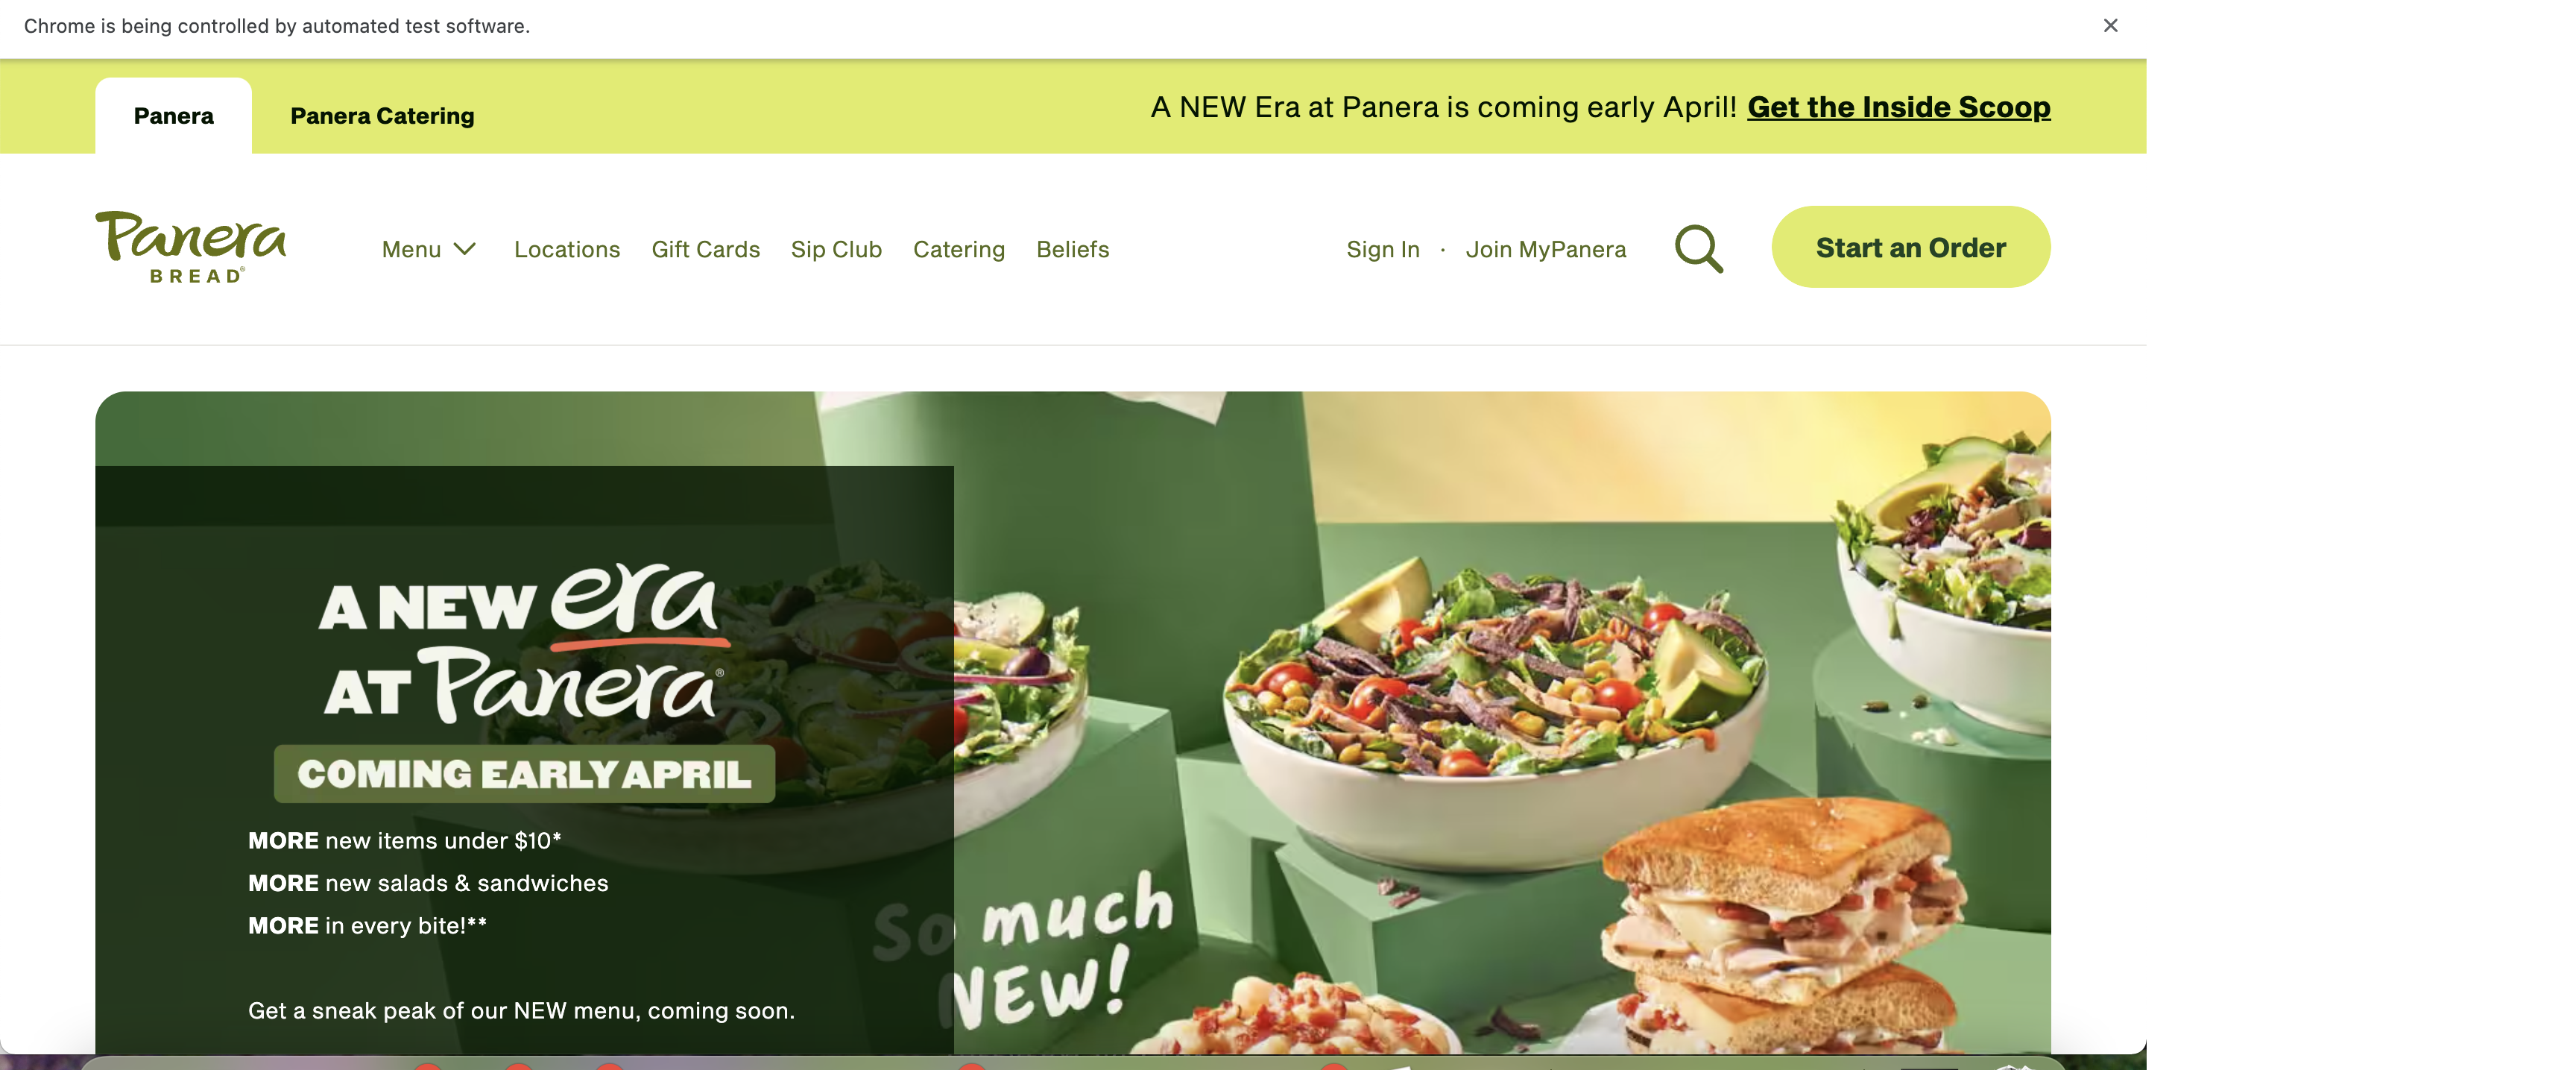 Chrome is being controlled by automated test software.
Panera
Panera Catering
A NEW Era at Panera is coming early April! Get the Inside Scoop
Panera
BREAD®
Menu
Locations
Gift Cards
Sip Club
Catering
Beliefs
Sign In · Join MyPanera
Start an Order
A NEW era
AT Panera®
COMING EARLY APRIL
MORE new items under $10*
MORE new salads & sandwiches
MORE in every bite!**
Get a sneak peak of our NEW menu, coming soon.
So much
NEW!